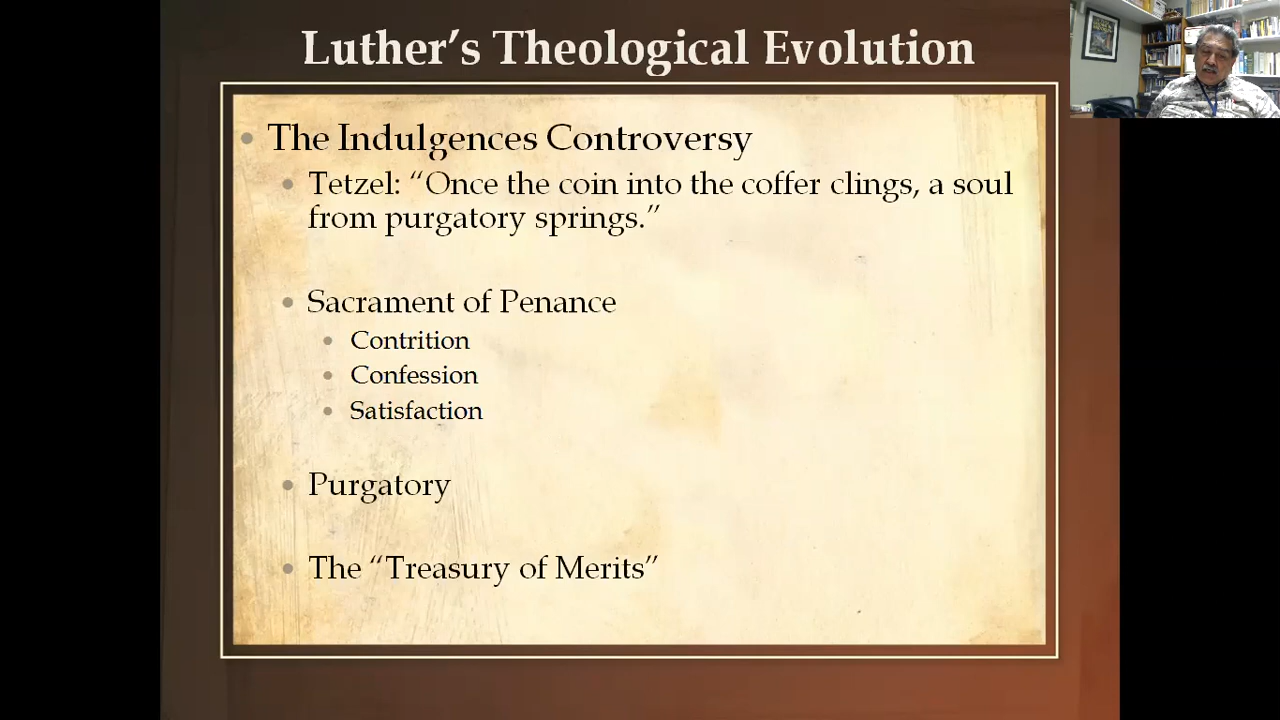 Luther’s Theological Evolution
• The Indulgences Controversy
• Tetzel: “Once the coin into the coffer clings, a soul
from purgatory springs.”
• Sacrament of Penance
• Contrition
• Confession
• Satisfaction
• Purgatory
• The “Treasury of Merits”